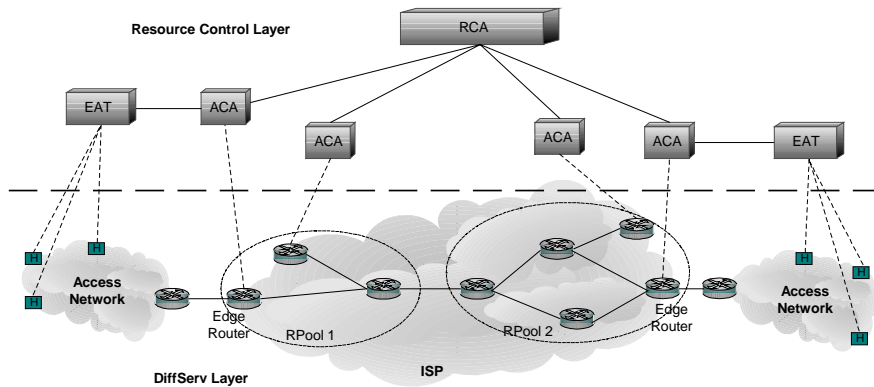 Resource Control Layer
RCA
EAT
ACA
ACA
ACA
ACA
EAT
H
H
H
H
H
H
Access
Network
Edge
Router
RPool 1
RPool 2
Edge
Router
Access
Network
DiffServ Layer
ISP